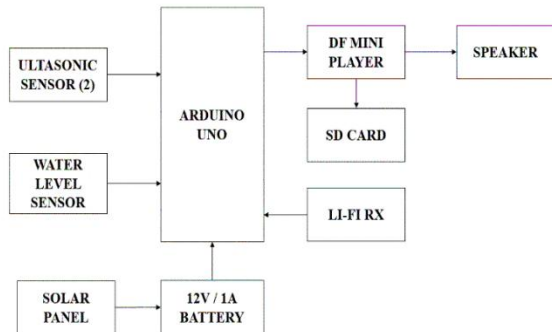 ULTASONIC
SENSOR (2)
WATER
LEVEL
SENSOR
SOLAR
PANEL
ARDUINO
UNO
12V / 1A
BATTERY
DF MINI
PLAYER
SD CARD
LI-FI RX
SPEAKER